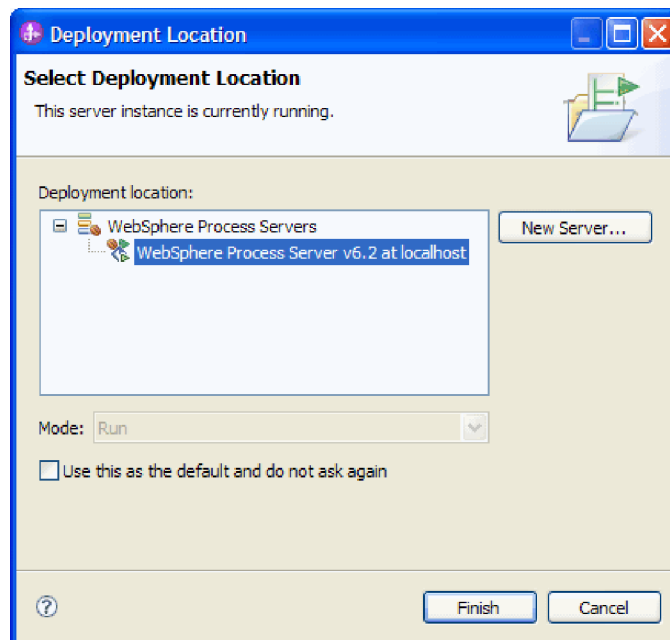 Deployment Location
Select Deployment Location
This server instance is currently running.
Deployment location:
WebSphere Process Servers
New Server...
WebSphere Process Server v6.2 at localhost
Mode: Run
Use this as the default and do not ask again
?
Finish
Cancel